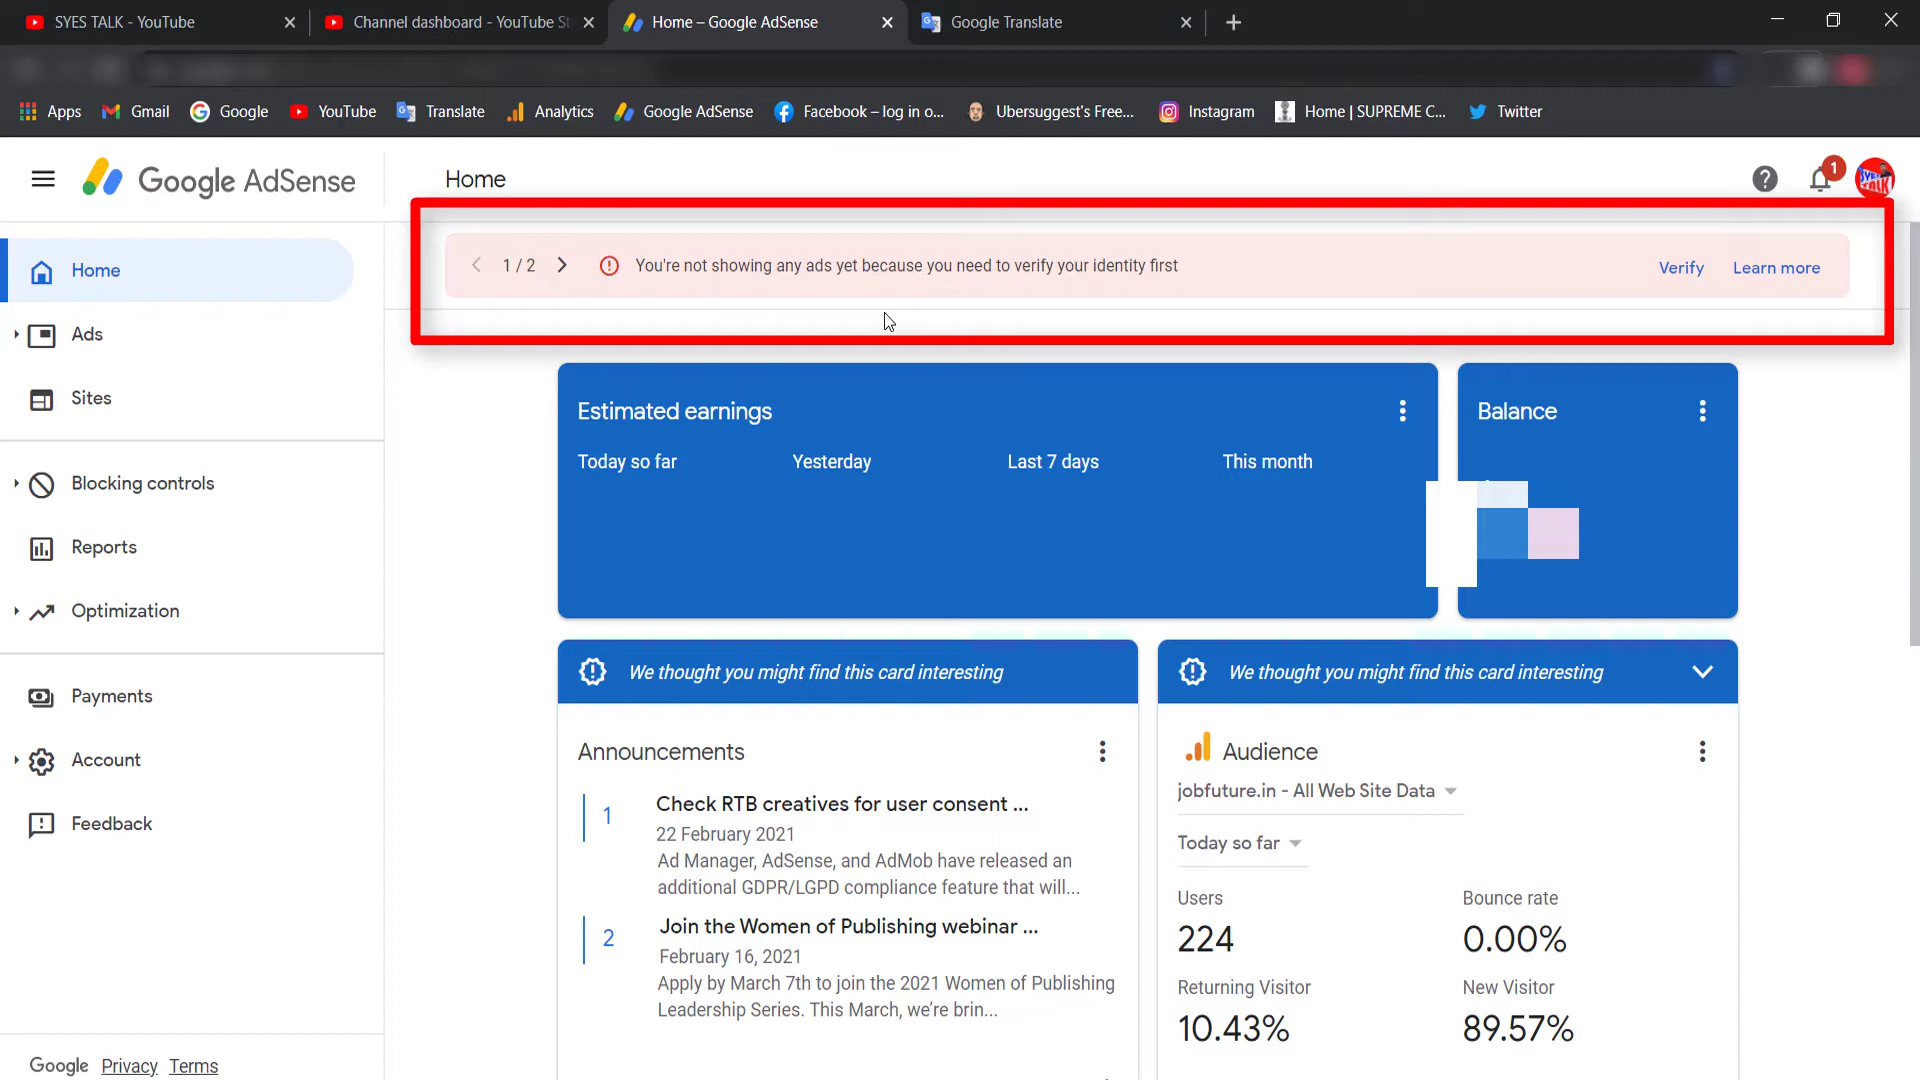 SYES TALK - YouTube
Channel dashboard - YouTube St
Home – Google AdSense
Google Translate
Apps
Gmail
Google
YouTube
Translate
Analytics
Google AdSense
Facebook – log in o...
Ubersuggest's Free...
Instagram
Home | SUPREME C...
Twitter
Google AdSense
Home
1
SYES TALK
1 / 2
You're not showing any ads yet because you need to verify your identity first
Verify
Learn more
Home
Ads
Sites
Blocking controls
Reports
Optimization
Payments
Account
Feedback
Google Privacy Terms
Estimated earnings
Today so far
Yesterday
Last 7 days
This month
Balance
We thought you might find this card interesting
Announcements
1
Check RTB creatives for user consent ...
22 February 2021
Ad Manager, AdSense, and AdMob have released an
additional GDPR/LGPD compliance feature that will...
2
Join the Women of Publishing webinar ...
February 16, 2021
Apply by March 7th to join the 2021 Women of Publishing
Leadership Series. This March, we're brin...
We thought you might find this card interesting
Audience
jobfuture.in - All Web Site Data
Today so far
Users
Bounce rate
224
0.00%
Returning Visitor
New Visitor
10.43%
89.57%